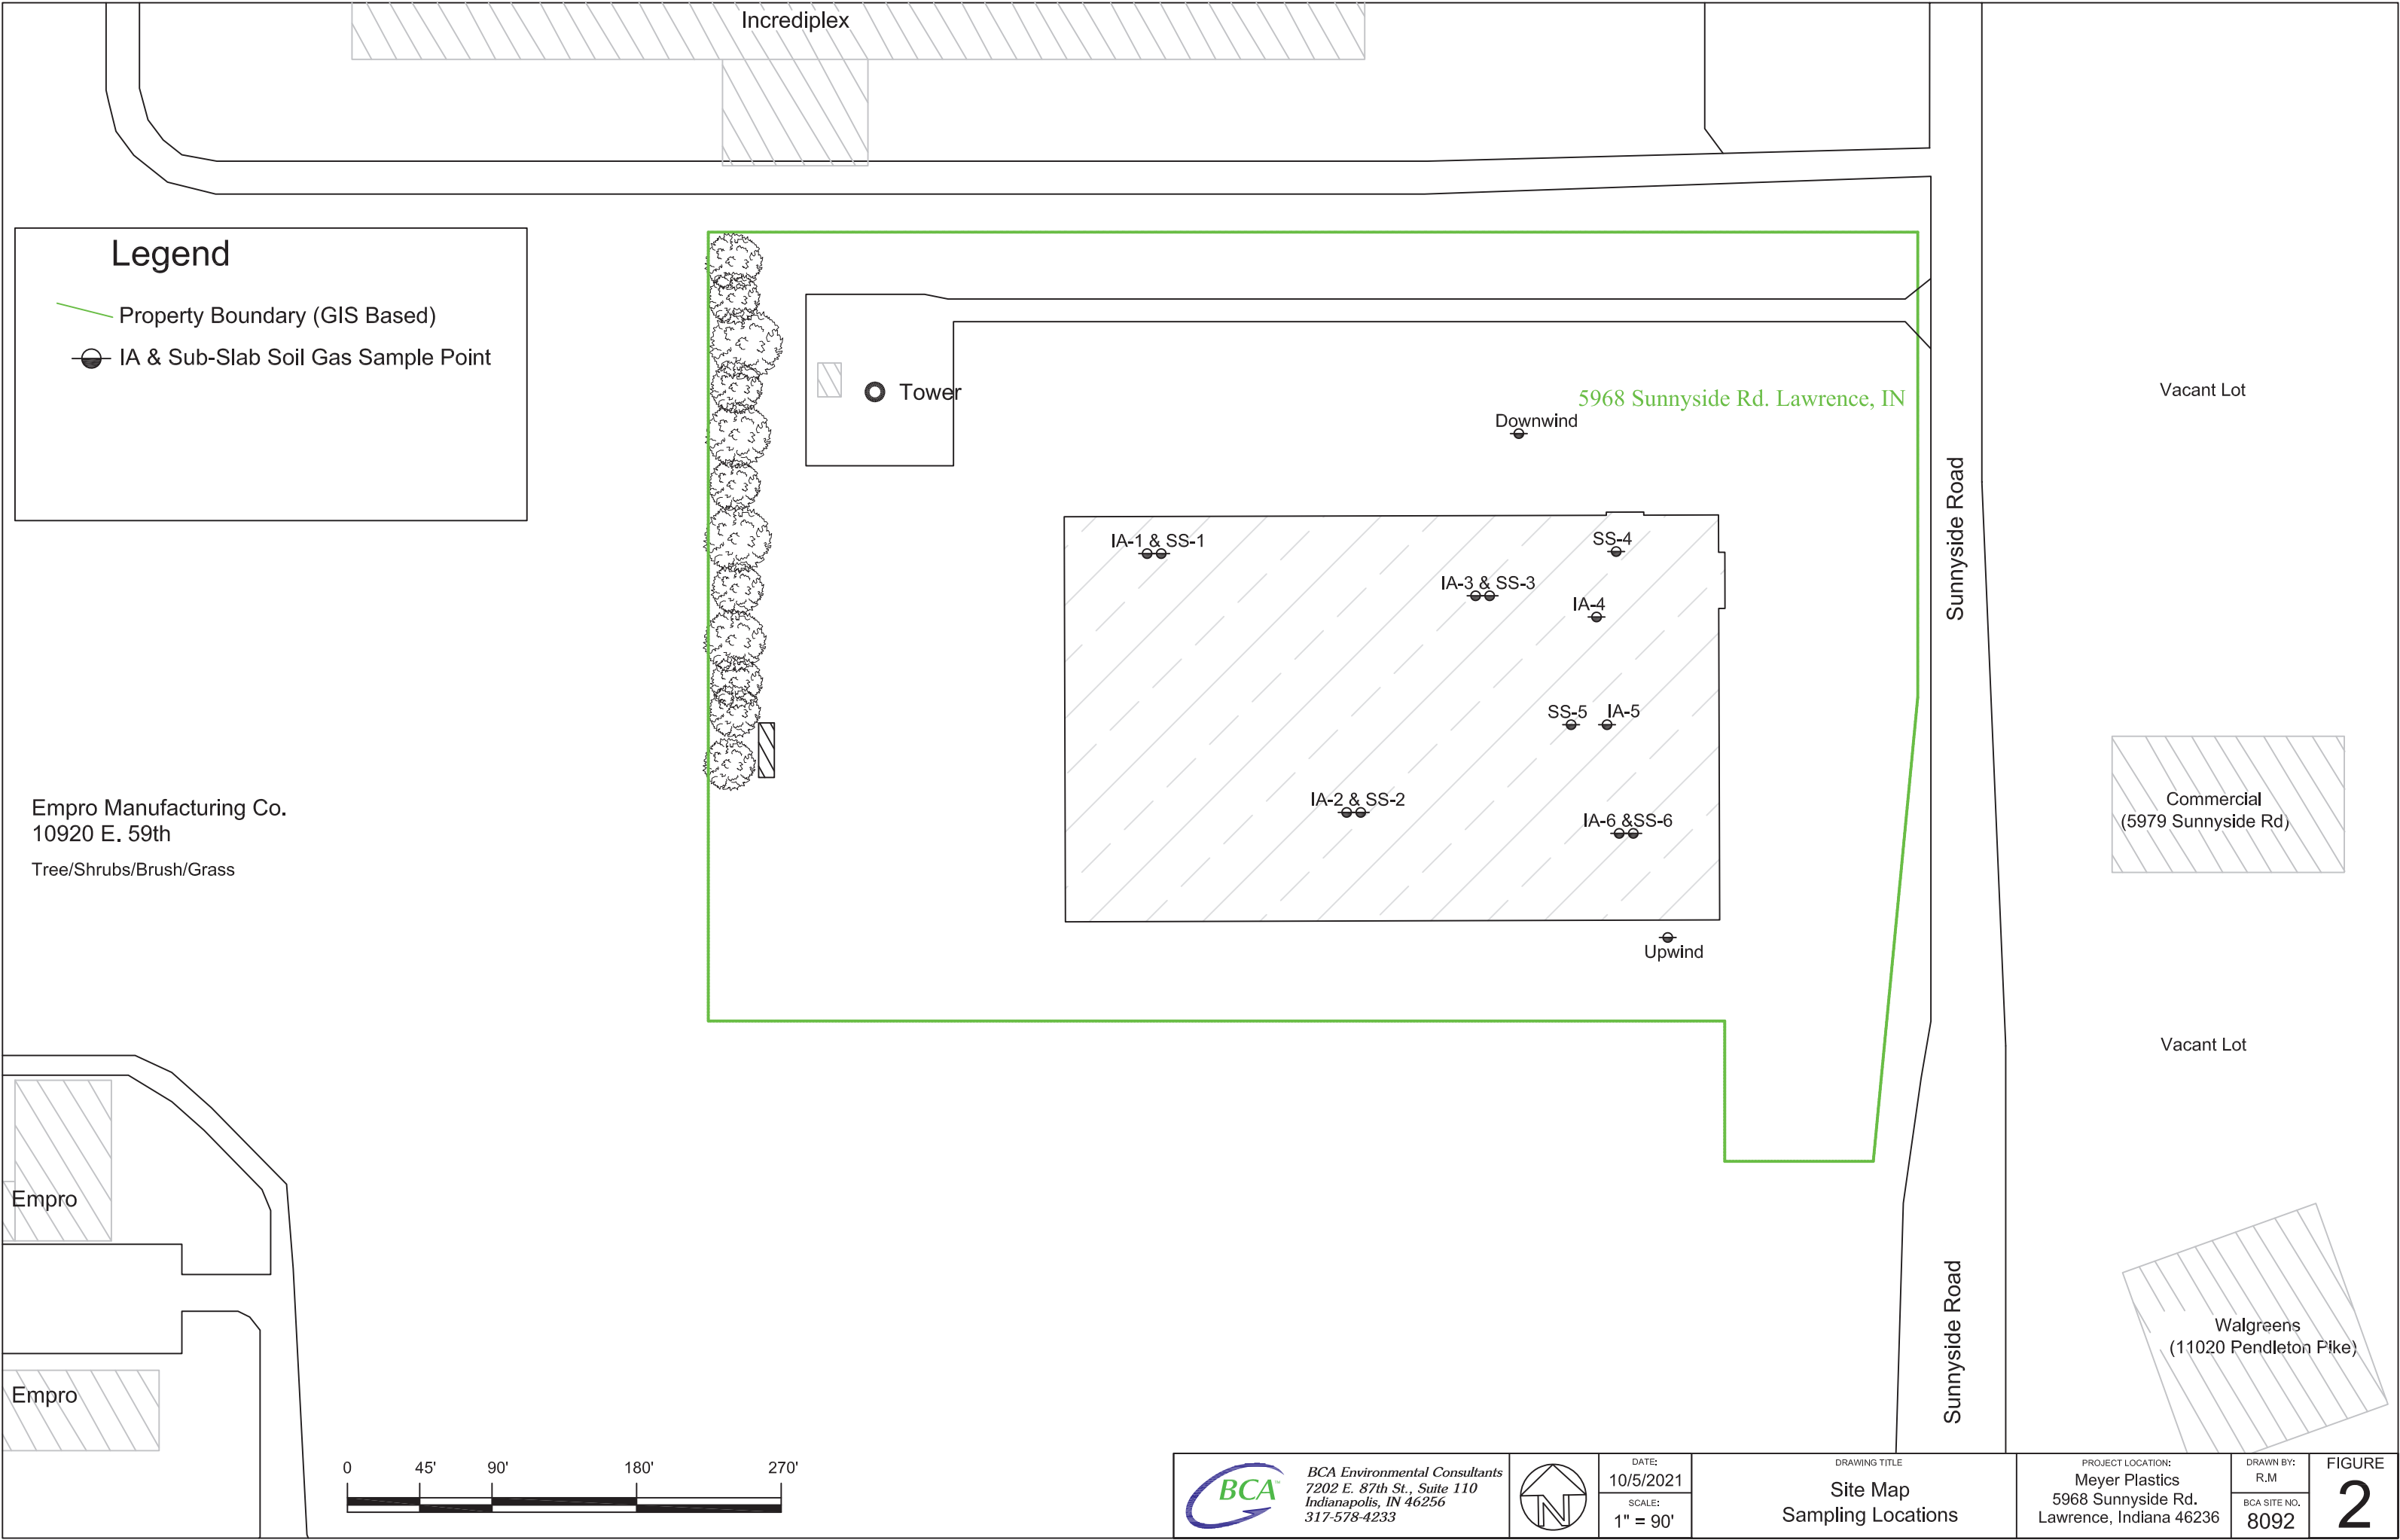 Incrediplex
Legend
Property Boundary (GIS Based)
IA & Sub-Slab Soil Gas Sample Point
Tower
5968 Sunnyside Rd. Lawrence, IN
Downwind
Vacant Lot
Sunnyside Road
IA-1 & SS-1
SS-4
IA-3 & SS-3
IA-4
SS-5
IA-5
IA-2 & SS-2
IA-6 &SS-6
Upwind
Empro Manufacturing Co.
10920 E. 59th
Tree/Shrubs/Brush/Grass
Commercial
(5979 Sunnyside Rd)
Vacant Lot
Empro
Empro
Sunnyside Road
Walgreens
(11020 Pendleton Pike)
0 45' 90' 180' 270'
BCA™
BCA Environmental Consultants
7202 E. 87th St., Suite 110
Indianapolis, IN 46256
317-578-4233
N
DATE:
10/5/2021
SCALE:
1" = 90'
DRAWING TITLE
Site Map
Sampling Locations
PROJECT LOCATION:
Meyer Plastics
5968 Sunnyside Rd.
Lawrence, Indiana 46236
DRAWN BY:
R.M
BCA SITE NO.
8092
FIGURE
2